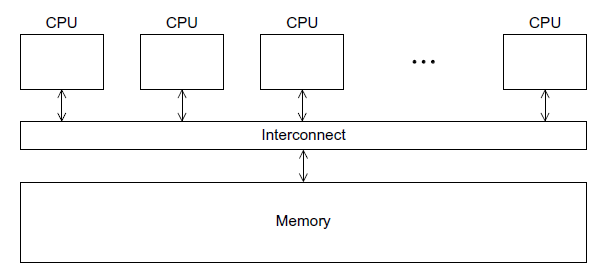 CPU CPU CPU CPU
...
Interconnect
Memory